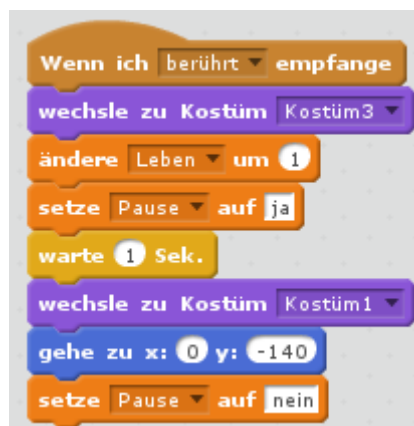 Wenn ich berührt empfange
wechsle zu Kostüm Kostüm3
ändere Leben um 1
setze Pause auf ja
warte 1 Sek.
wechsle zu Kostüm Kostüm1
gehe zu x: 0 y: -140
setze Pause auf nein